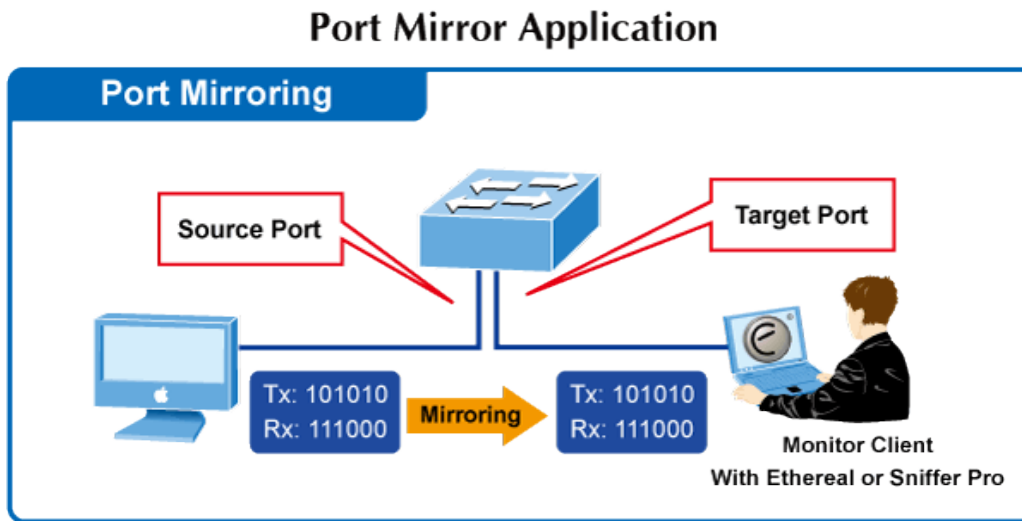 Port Mirror Application
Port Mirroring
Source Port
Target Port
Tx: 101010
Rx: 111000
Mirroring
Tx: 101010
Rx: 111000
e
Monitor Client
With Ethereal or Sniffer Pro